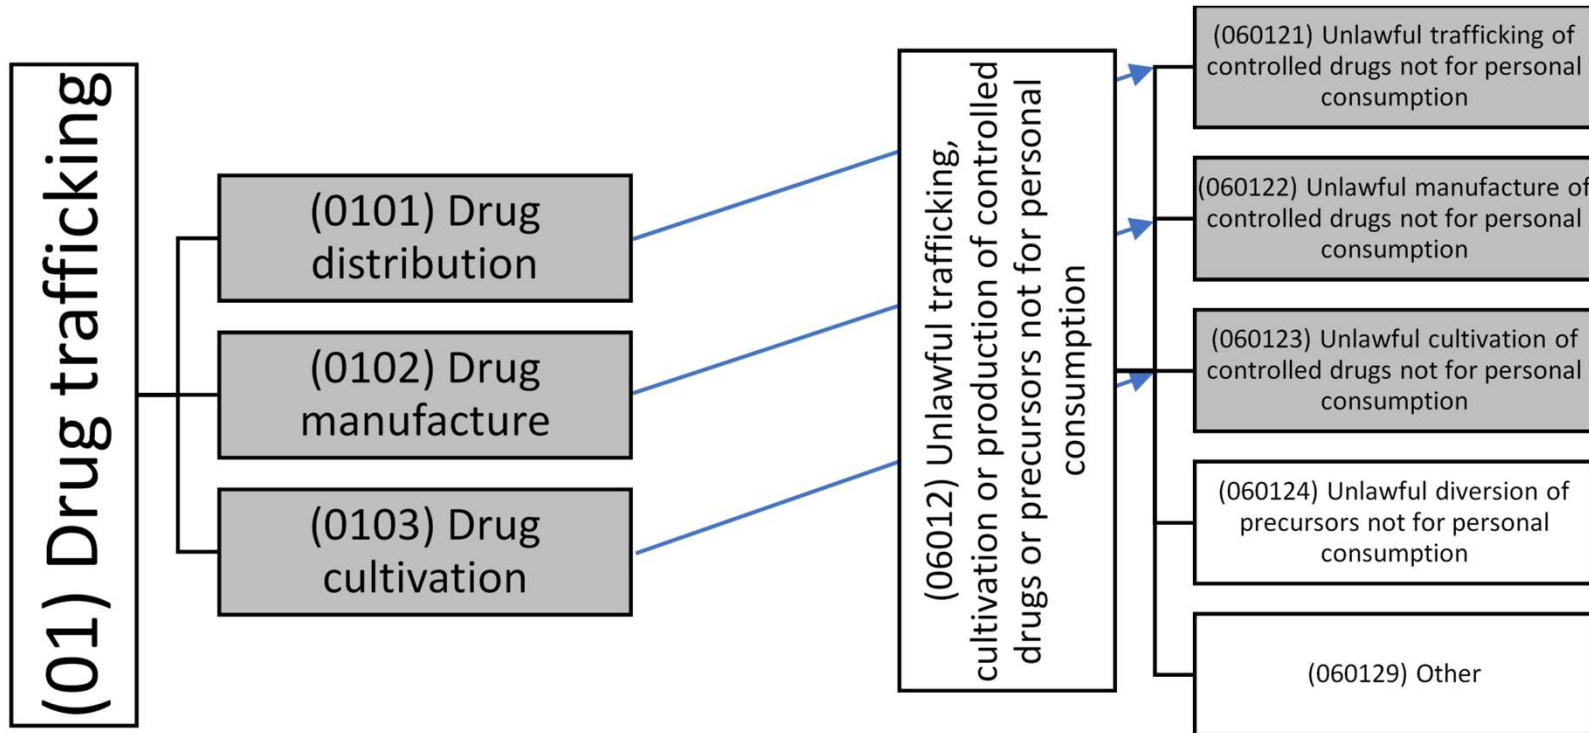 (01) Drug trafficking
(0101) Drug
distribution
(0102) Drug
manufacture
(0103) Drug
cultivation
(06012) Unlawful trafficking,
cultivation or production of controlled
drugs or precursors not for personal
consumption
(060121) Unlawful trafficking of
controlled drugs not for personal
consumption
(060122) Unlawful manufacture of
controlled drugs not for personal
consumption
(060123) Unlawful cultivation of
controlled drugs not for personal
consumption
(060124) Unlawful diversion of
precursors not for personal
consumption
(060129) Other